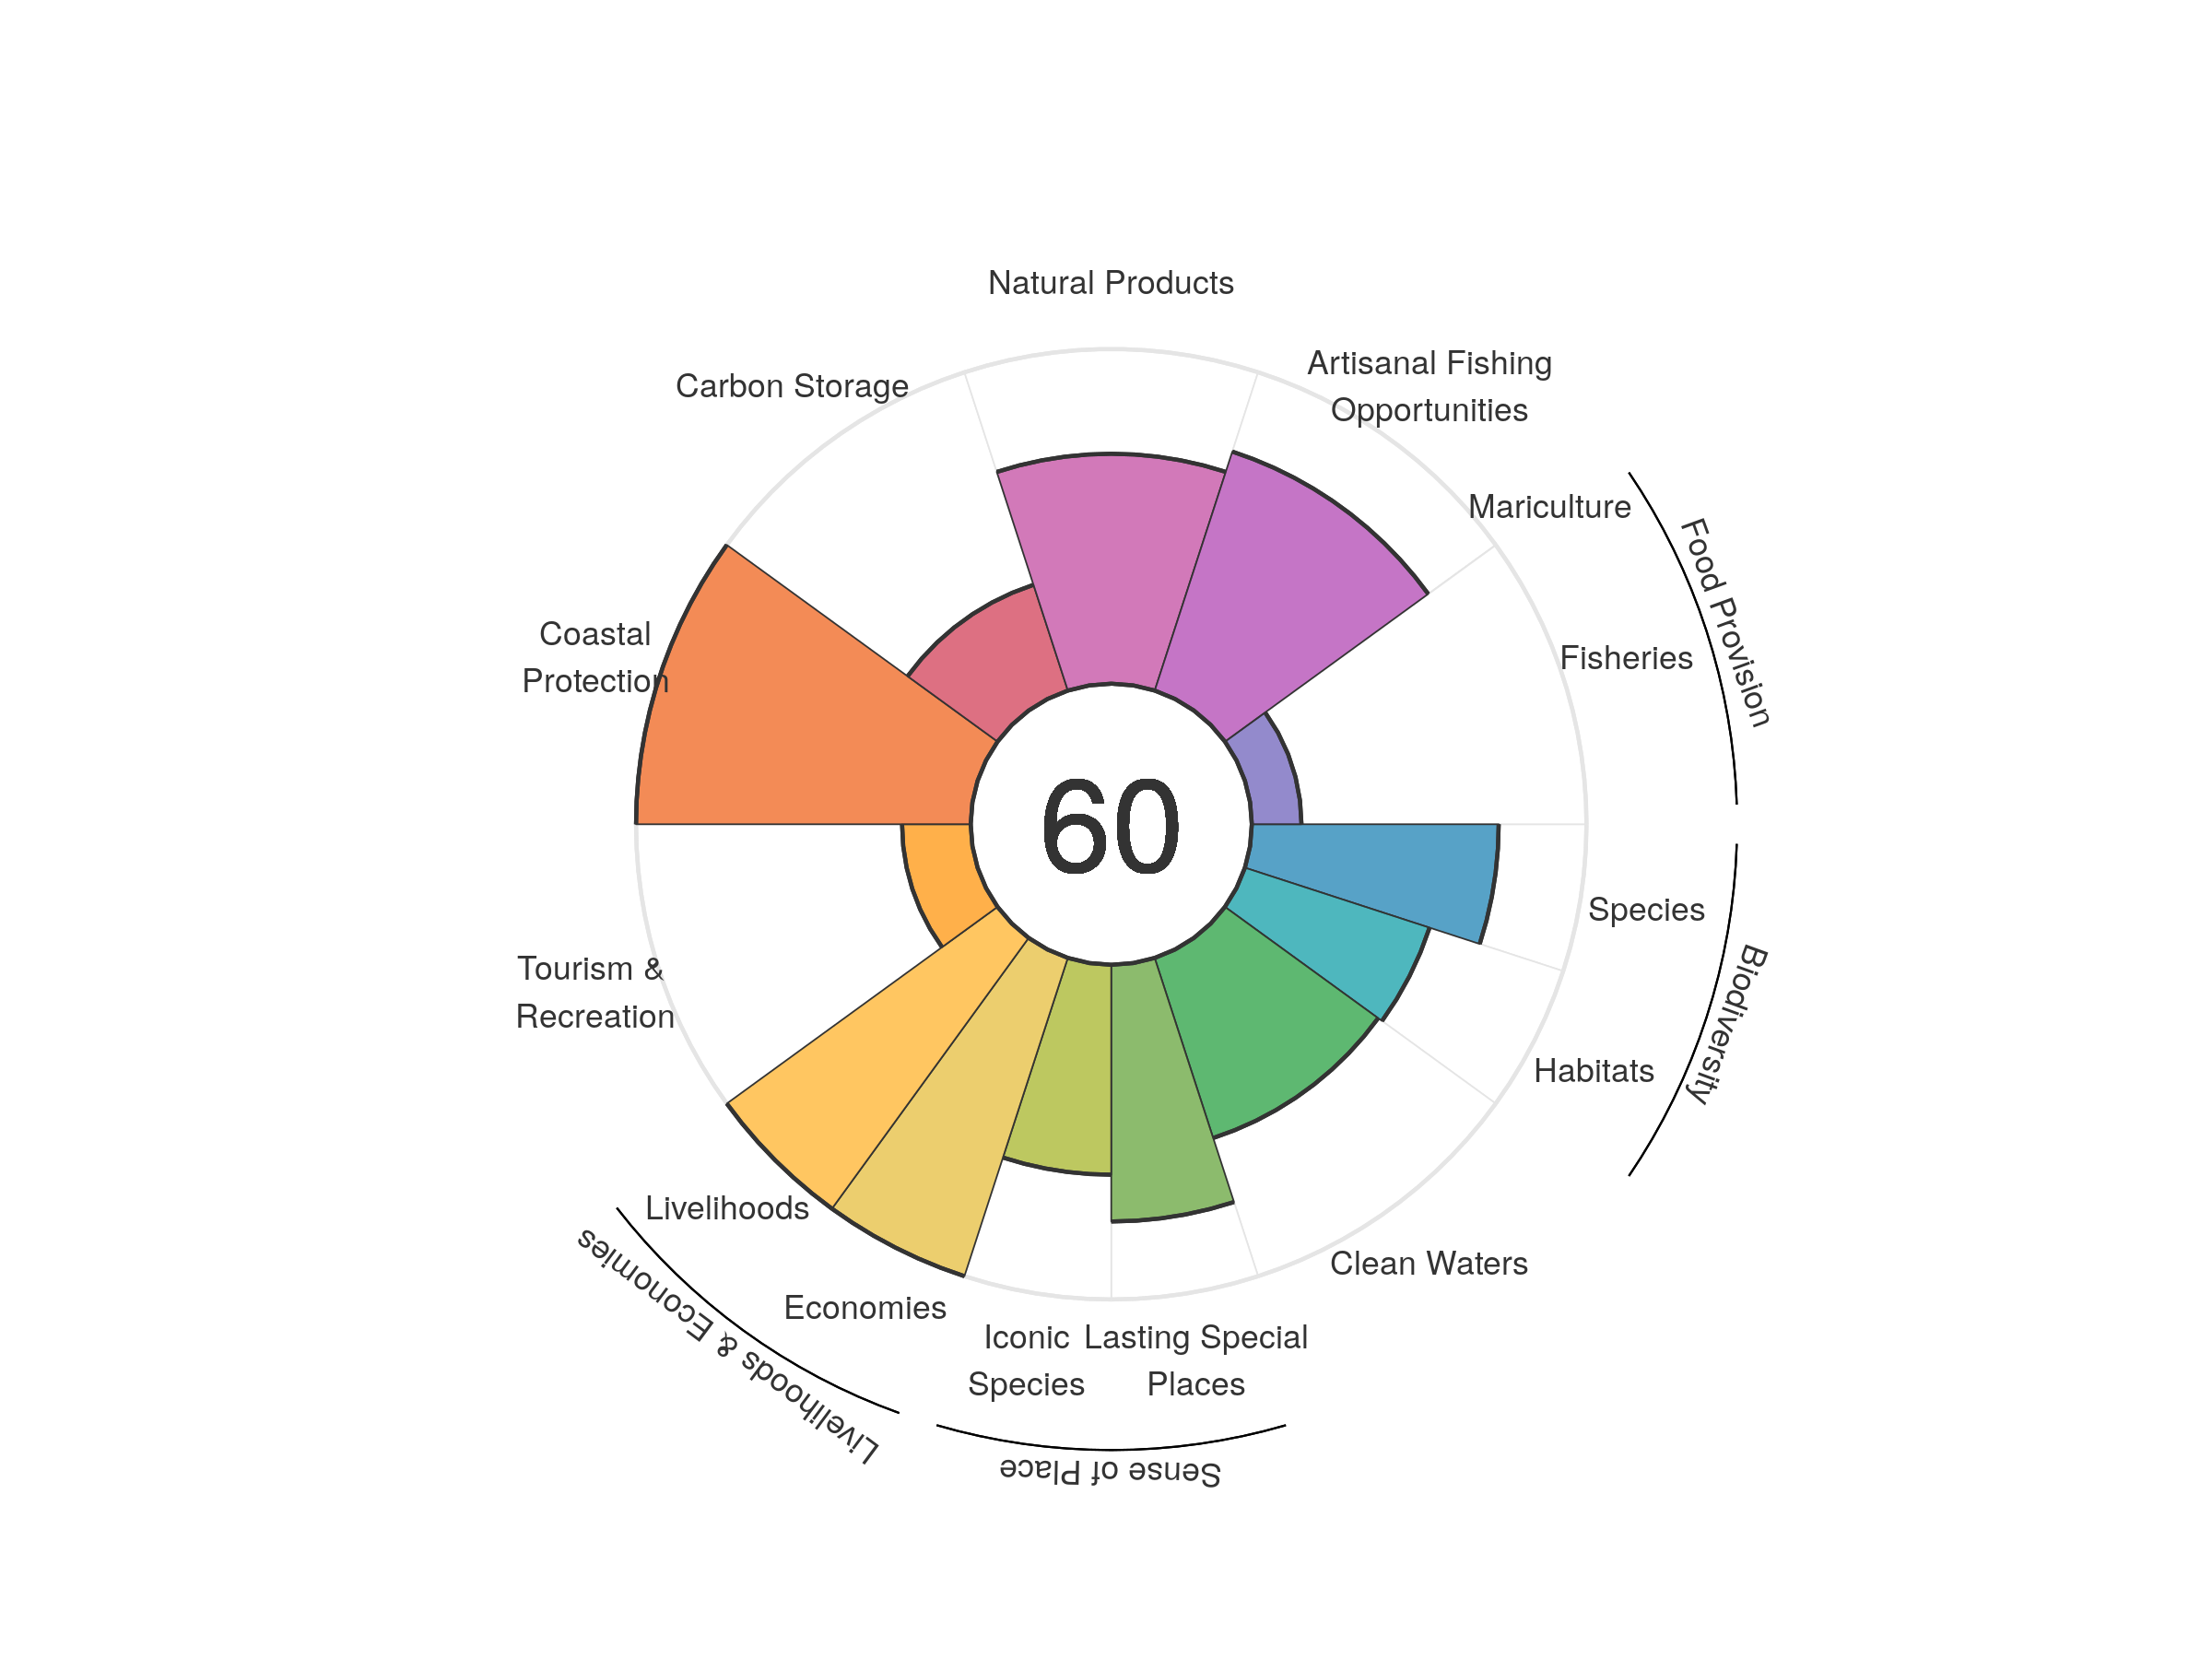 Natural Products
Artisanal Fishing
Opportunities
Carbon Storage
Mariculture
Food Provision
Coastal
Protection
Fisheries
60
Species
Tourism &
Recreation
Biodiversity
Habitats
Livelihoods
Clean Waters
Livelihoods & Economies
Economies
Iconic
Species
Lasting Special
Places
Sense of Place